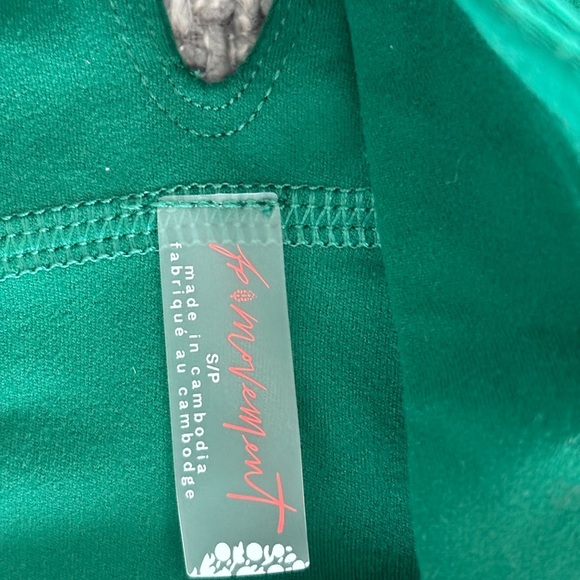 fp movement
S/P
made in cambodia
fabriqué au cambodge